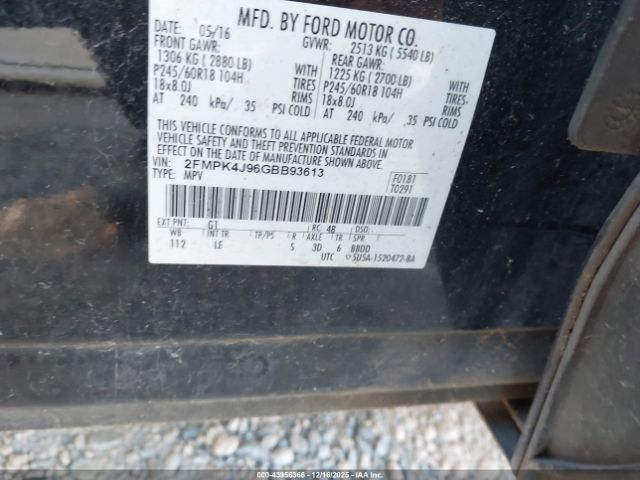 MFD. BY FORD MOTOR CO.
DATE: 05/16 GVWR: 2513 KG ( 5540 LB)
FRONT GAWR: REAR GAWR:
1306 KG ( 2880 LB) 1225 KG ( 2700 LB)
P245/60R18 104H WITH TIRES P245/60R18 104H WITH TIRES
18x8.0J RIMS 18x8.0J RIMS
AT 240 kPa/ 35 PSI COLD AT 240 kPa/ 35 PSI COLD
THIS VEHICLE CONFORMS TO ALL APPLICABLE FEDERAL MOTOR
VEHICLE SAFETY AND THEFT PREVENTION STANDARDS IN
EFFECT ON THE DATE OF MANUFACTURE SHOWN ABOVE.
VIN: 2FMPK4J96GBB93613
TYPE: MPV
F0181
T0291
EXT PNT: G1 RC: 48 DSO:
WB INT TR TP/PS R AXLE TR SPR
112 LE 5 3D 6 BBDD
UTC 5U5A-1520472-BA
000-43956366 - 12/16/2025 - IAAI.COM